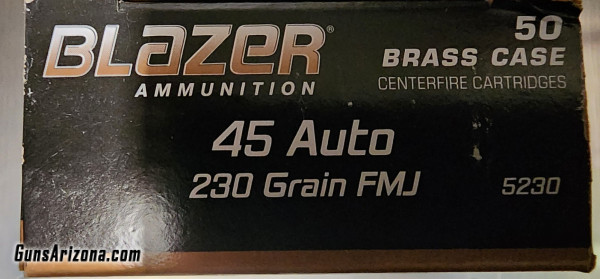 BLazeR®
AMMUNITION
50
BRASS CASE
CENTERFIRE CARTRIDGES
45 Auto
230 Grain FMJ
5230
GunsArizona.com